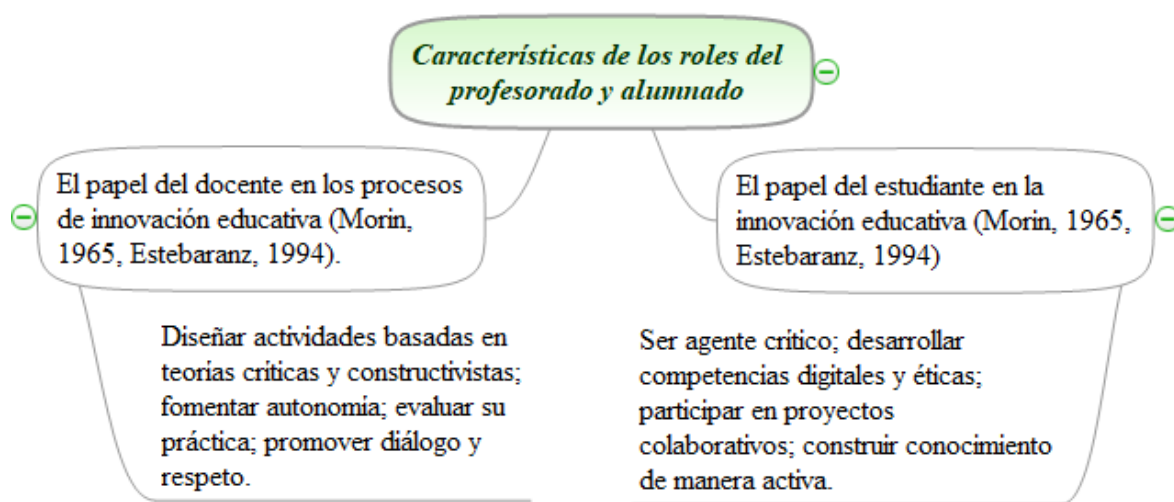 Características de los roles del
profesorado y alumnado
El papel del docente en los procesos
de innovación educativa (Morin,
1965, Estebaranz, 1994).
Diseñar actividades basadas en
teorías críticas y constructivistas;
fomentar autonomía; evaluar su
práctica; promover diálogo y
respeto.
El papel del estudiante en la
innovación educativa (Morin, 1965,
Estebaranz, 1994)
Ser agente crítico; desarrollar
competencias digitales y éticas;
participar en proyectos
colaborativos; construir conocimiento
de manera activa.